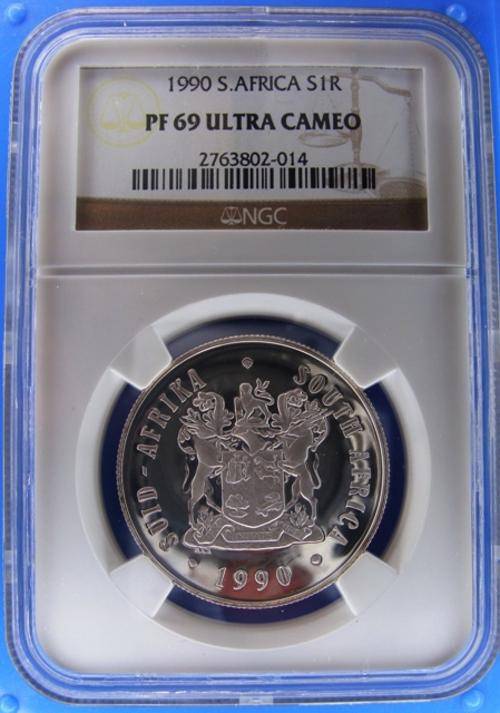 1990 S.AFRICA S1R
PF 69 ULTRA CAMEO
2763802-014
NGC
SUID - AFRIKA • SOUTH AFRICA
• 1990 •